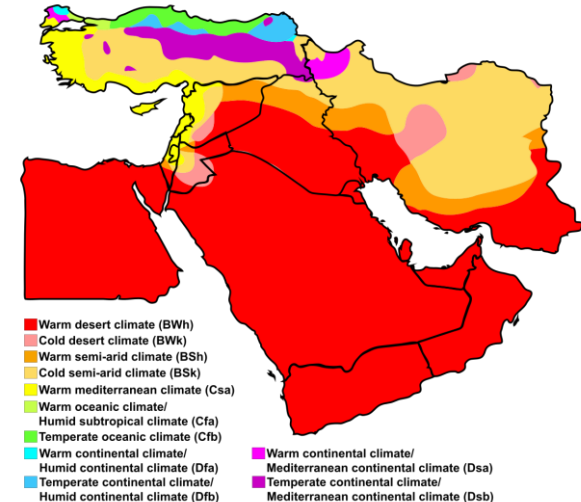 Warm desert climate (BWh)
Cold desert climate (BWk)
Warm semi-arid climate (BSh)
Cold semi-arid climate (BSk)
Warm mediterranean climate (Csa)
Warm oceanic climate/
Humid subtropical climate (Cfa)
Temperate oceanic climate (Cfb)
Warm continental climate/
Humid continental climate (Dfa)
Temperate continental climate/
Humid continental climate (Dfb)
Warm continental climate/
Mediterranean continental climate (Dsa)
Temperate continental climate/
Mediterranean continental climate (Dsb)